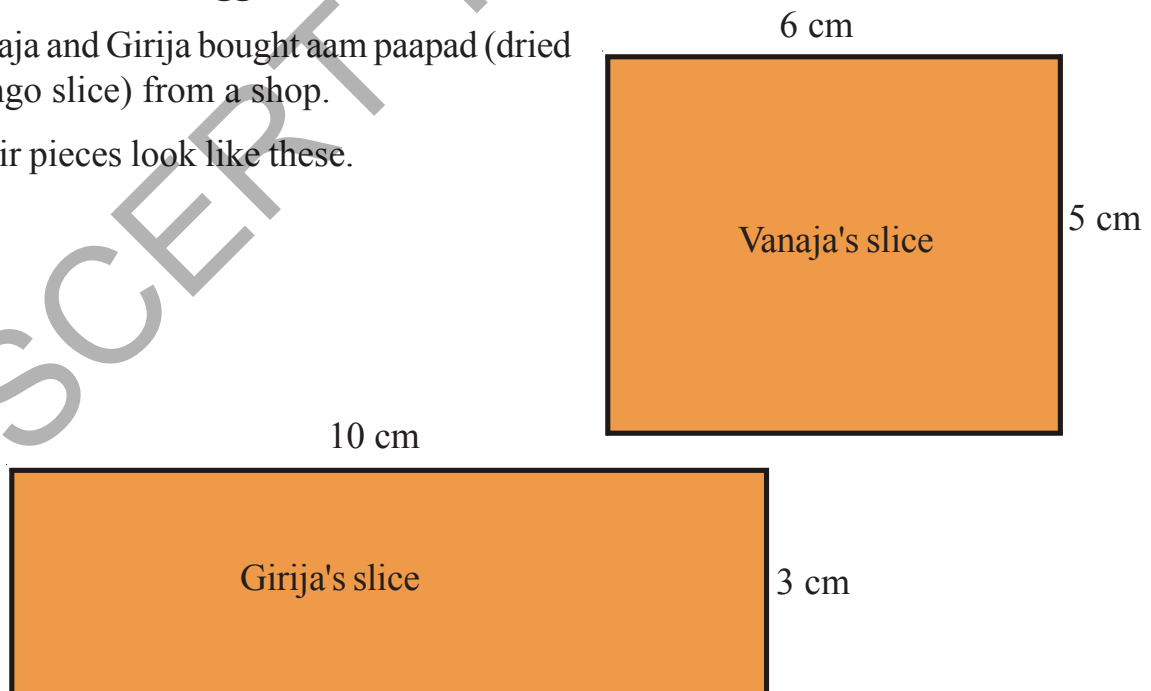 6 cm
aja and Girija bought aam paapad (dried
ngo slice) from a shop.
ir pieces look like these.
5 cm
Vanaja's slice
SCERT
10 cm
Girija's slice
3 cm